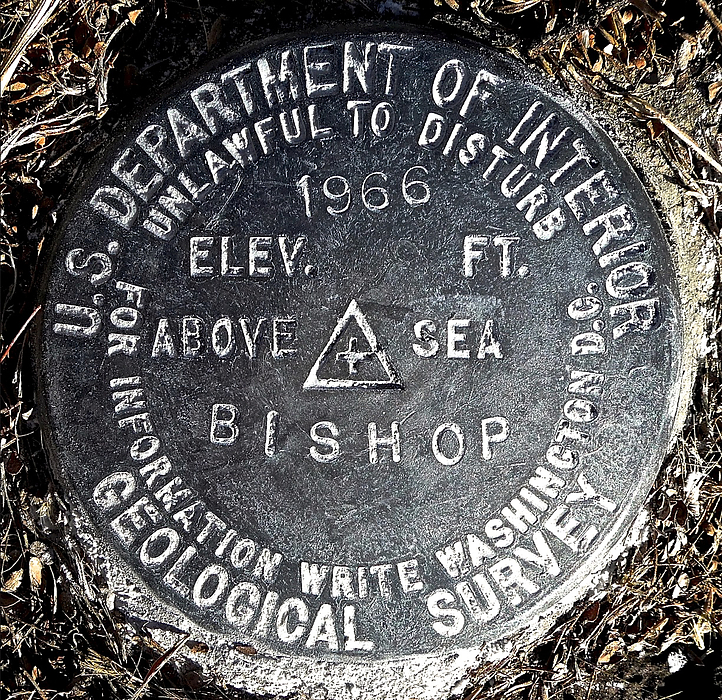 U.S. DEPARTMENT OF INTERIOR
UNLAWFUL TO DISTURB
1966
ELEV. FT.
ABOVE SEA
BISHOP
FOR INFORMATION WRITE WASHINGTON D.C.
GEOLOGICAL SURVEY